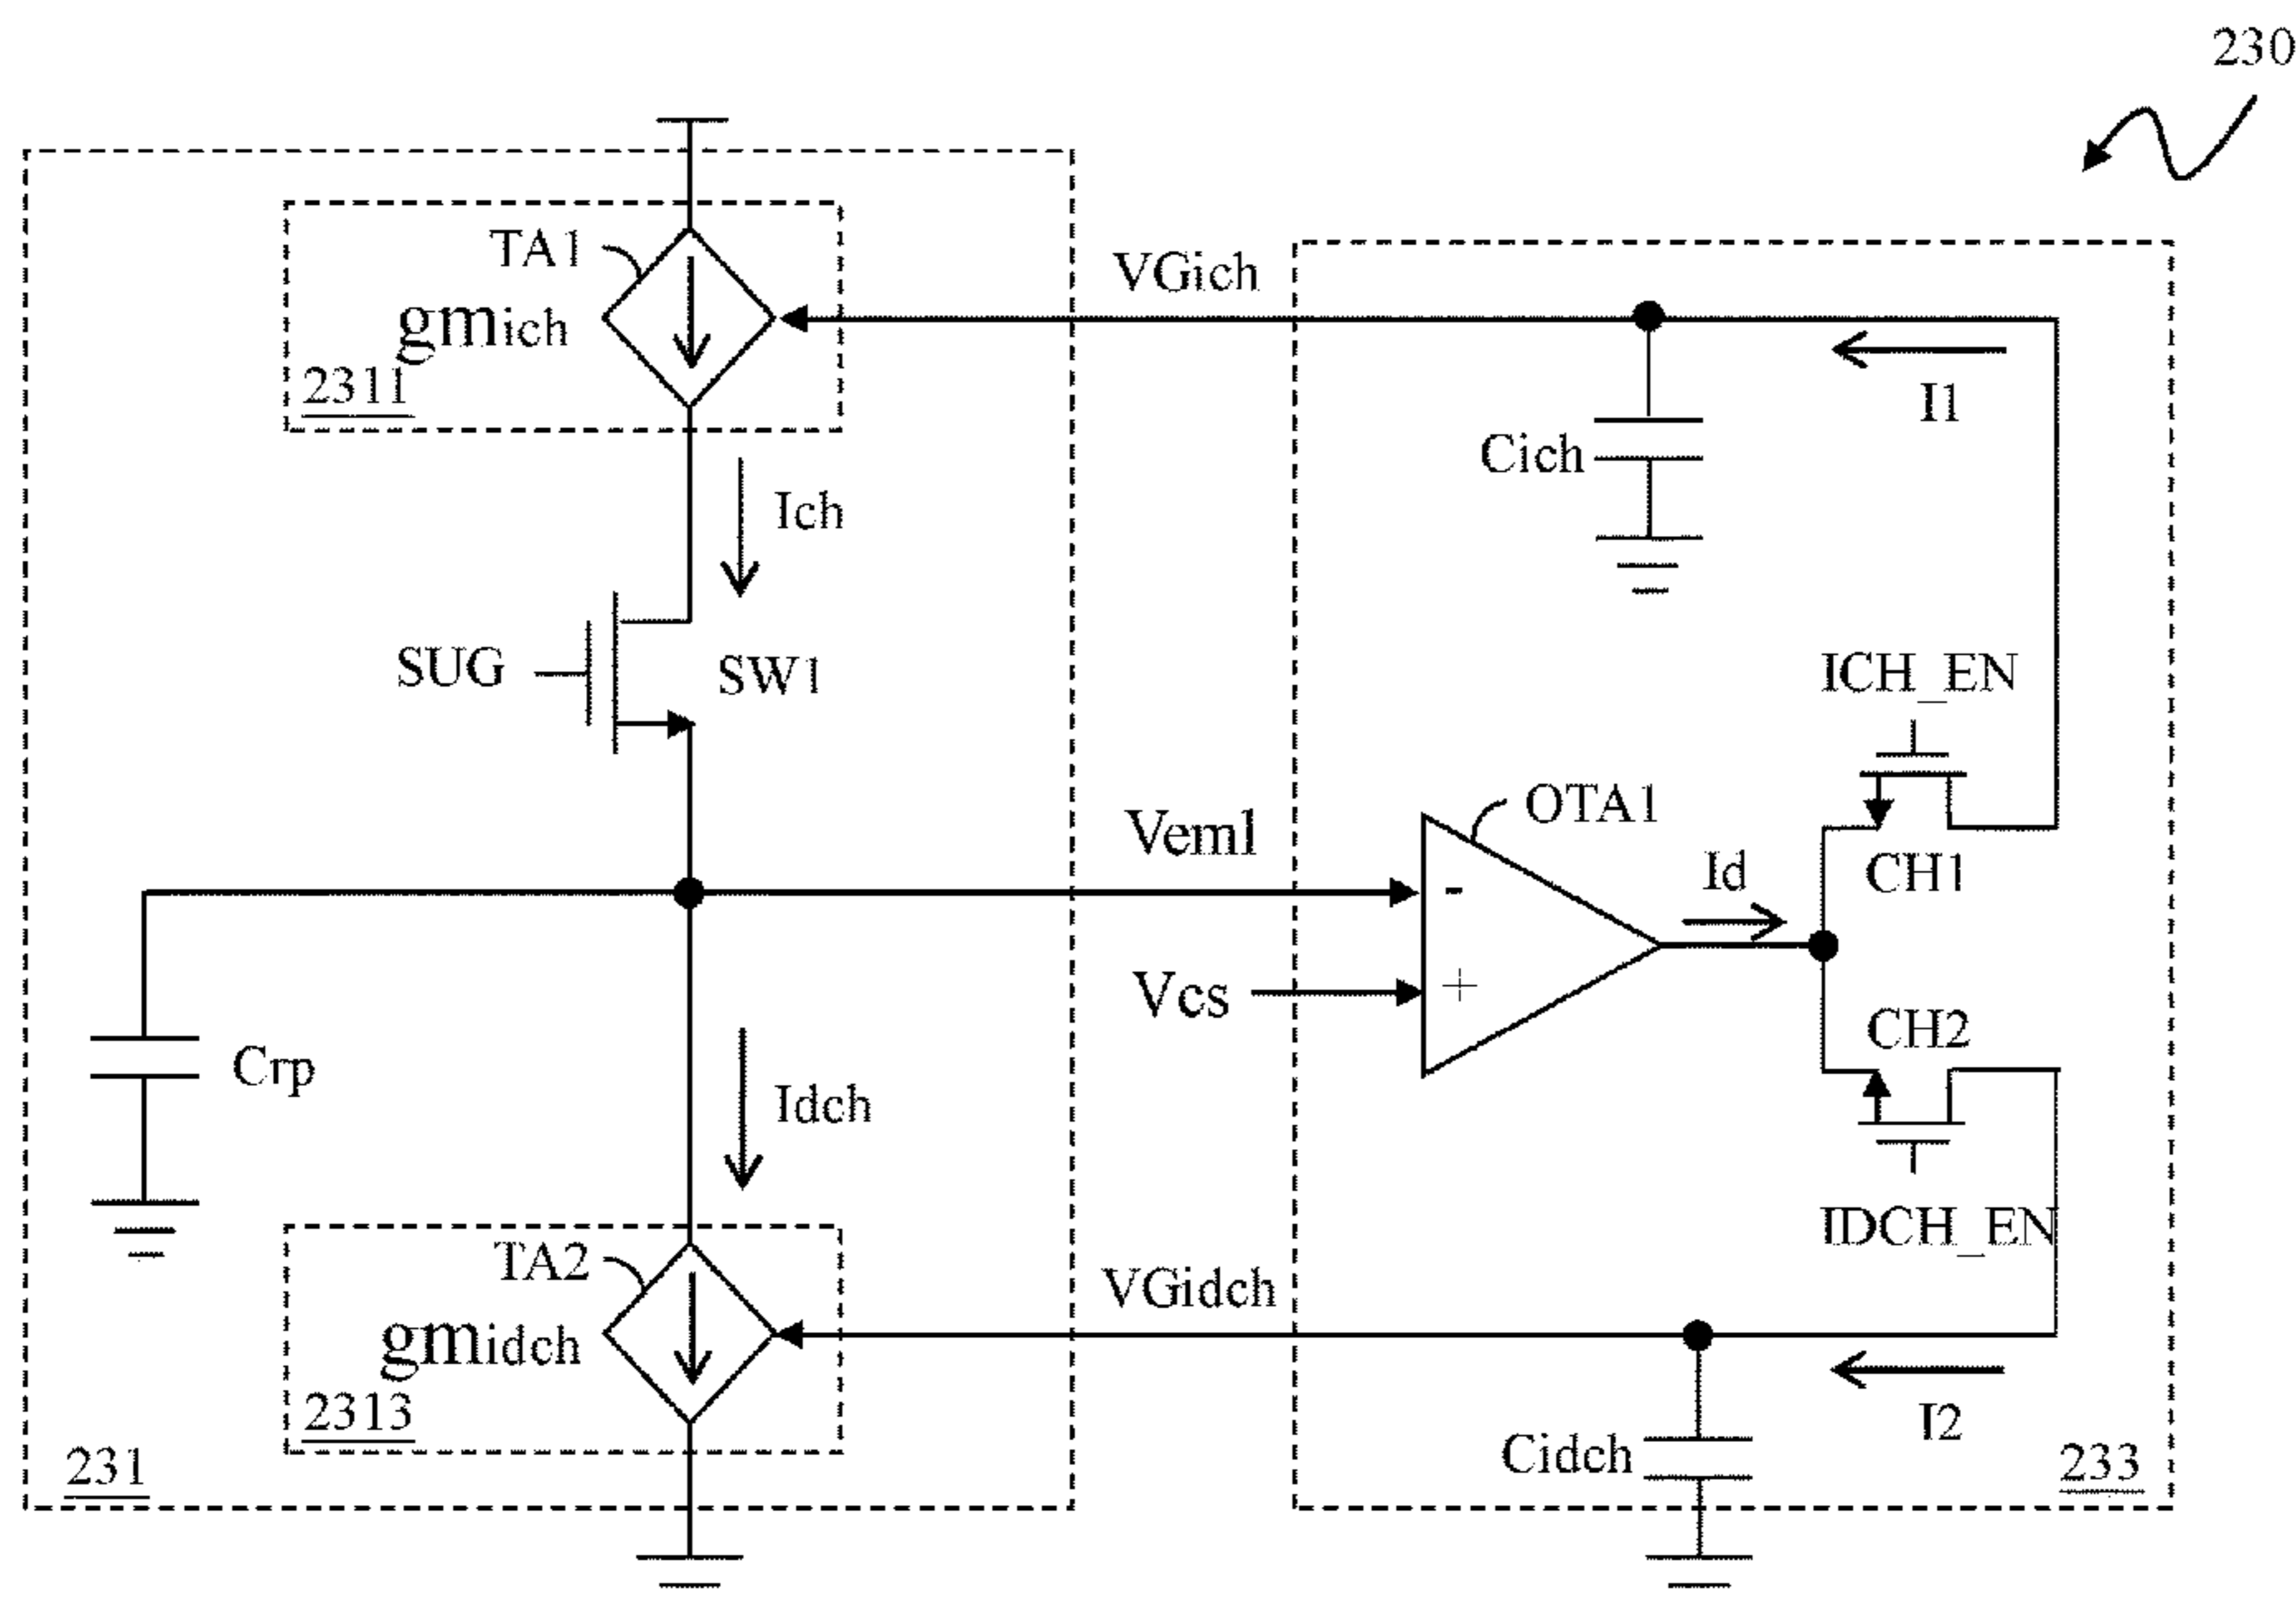 230
TA1
gmich
2311
VGich
I1
Cich
Ich
SUG
SW1
ICH_EN
OTA1
CH1
Vem1
Id
-
+
Vcs
CH2
Crp
Idch
IDCH_EN
TA2
gmidch
2313
VGidch
I2
Cidch
231
233